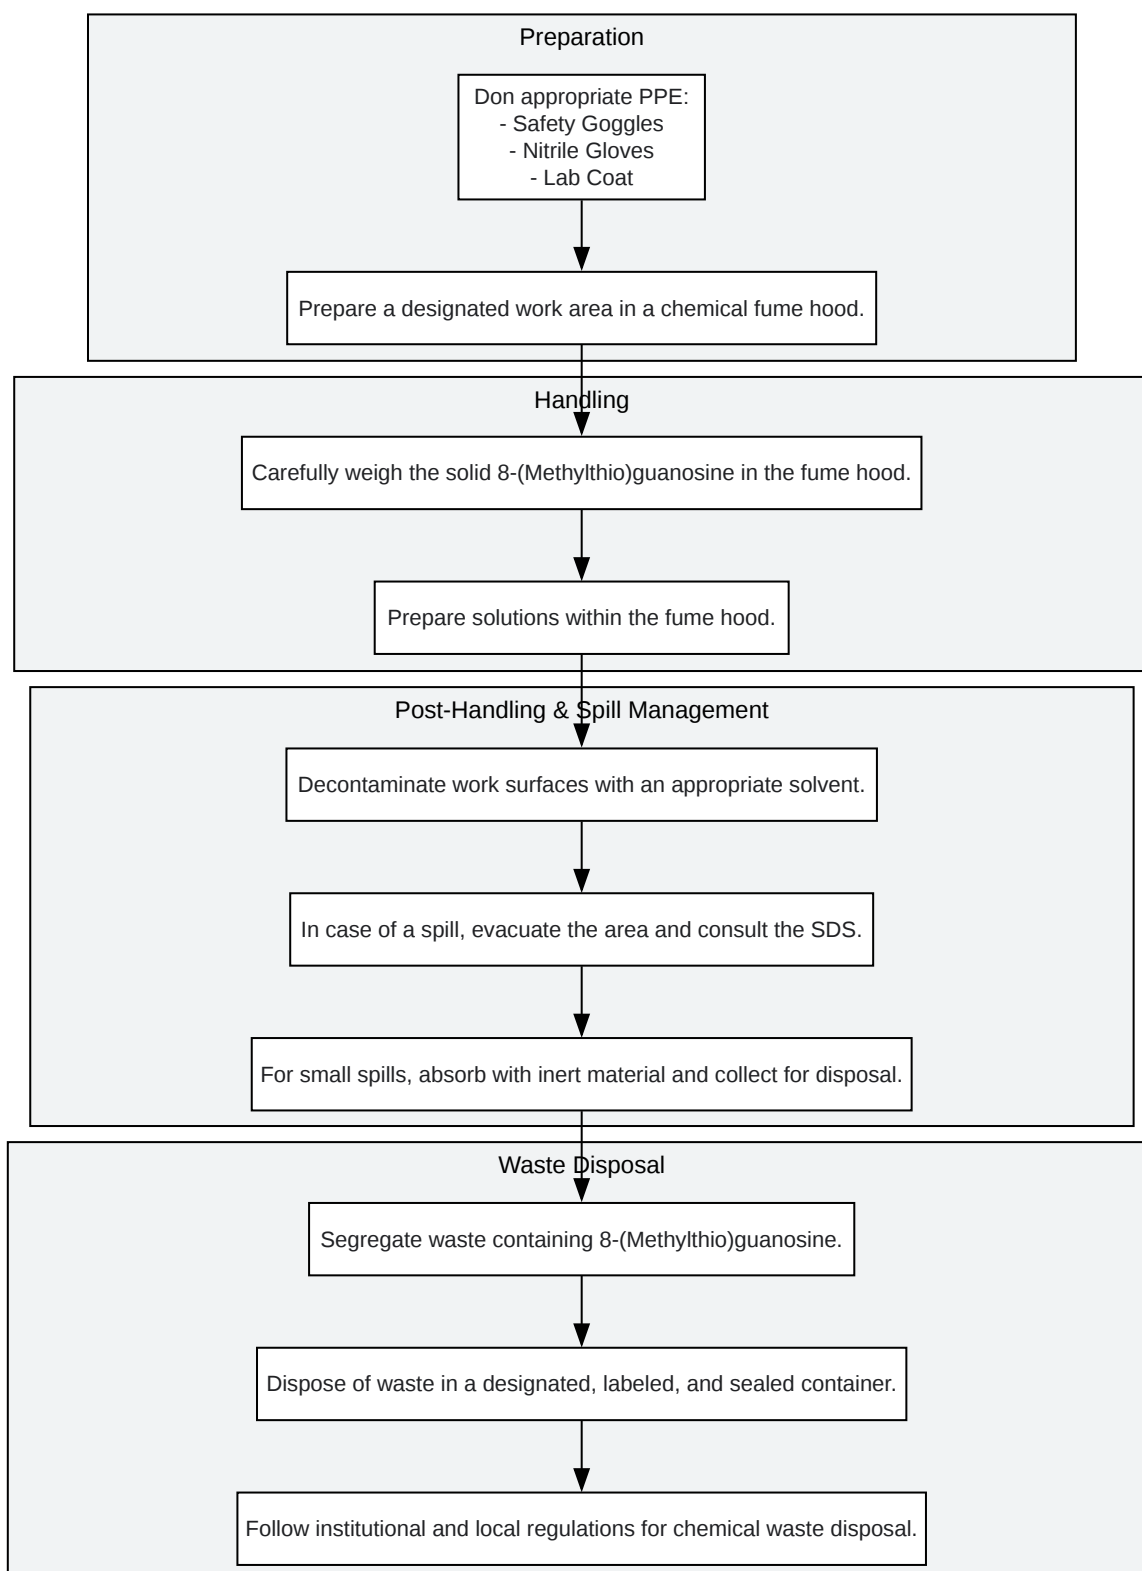 Preparation
Don appropriate PPE:
- Safety Goggles
- Nitrile Gloves
- Lab Coat
Prepare a designated work area in a chemical fume hood.
Handling
Carefully weigh the solid 8-(Methylthio)guanosine in the fume hood.
Prepare solutions within the fume hood.
Post-Handling & Spill Management
Decontaminate work surfaces with an appropriate solvent.
In case of a spill, evacuate the area and consult the SDS.
For small spills, absorb with inert material and collect for disposal.
Waste Disposal
Segregate waste containing 8-(Methylthio)guanosine.
Dispose of waste in a designated, labeled, and sealed container.
Follow institutional and local regulations for chemical waste disposal.